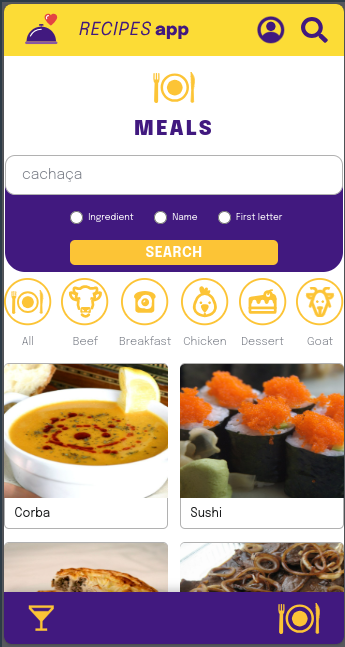 RECIPES app
MEALS
cachaça
Ingredient Name First letter
SEARCH
All Beef Breakfast Chicken Dessert Goat
Corba Sushi